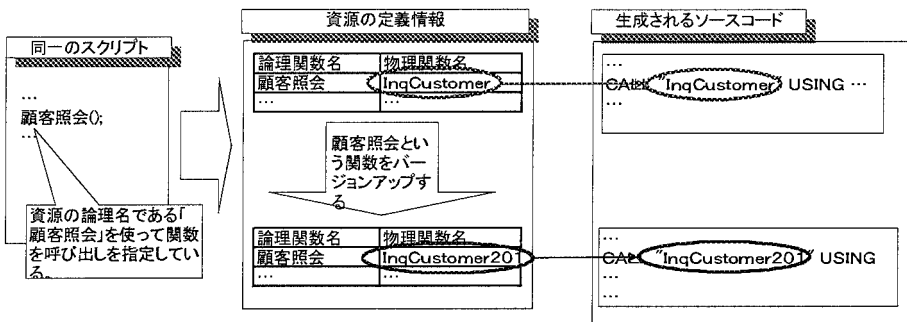 同一のスクリプト
…
顧客照会();
…
資源の論理名である「
顧客照会」を使って関数
を呼び出しを指定してい
る。
資源の定義情報
論理関数名 物理関数名
顧客照会 InqCustomer
… …
顧客照会とい
う関数をバー
ジョンアップす
る
論理関数名 物理関数名
顧客照会 InqCustomer201
… …
生成されるソースコード
…
CALL "InqCustomer" USING …
…
…
CALL "InqCustomer201" USING
…
…